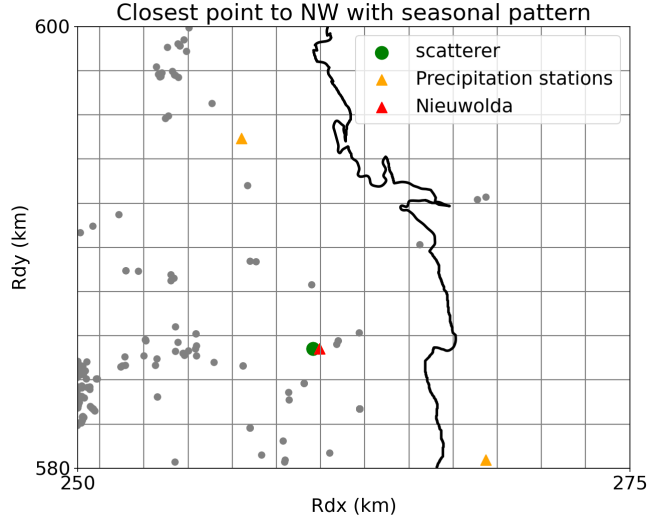 Closest point to NW with seasonal pattern
600
scatterer
Precipitation stations
Nieuwolda
Rdy (km)
580
250
275
Rdx (km)